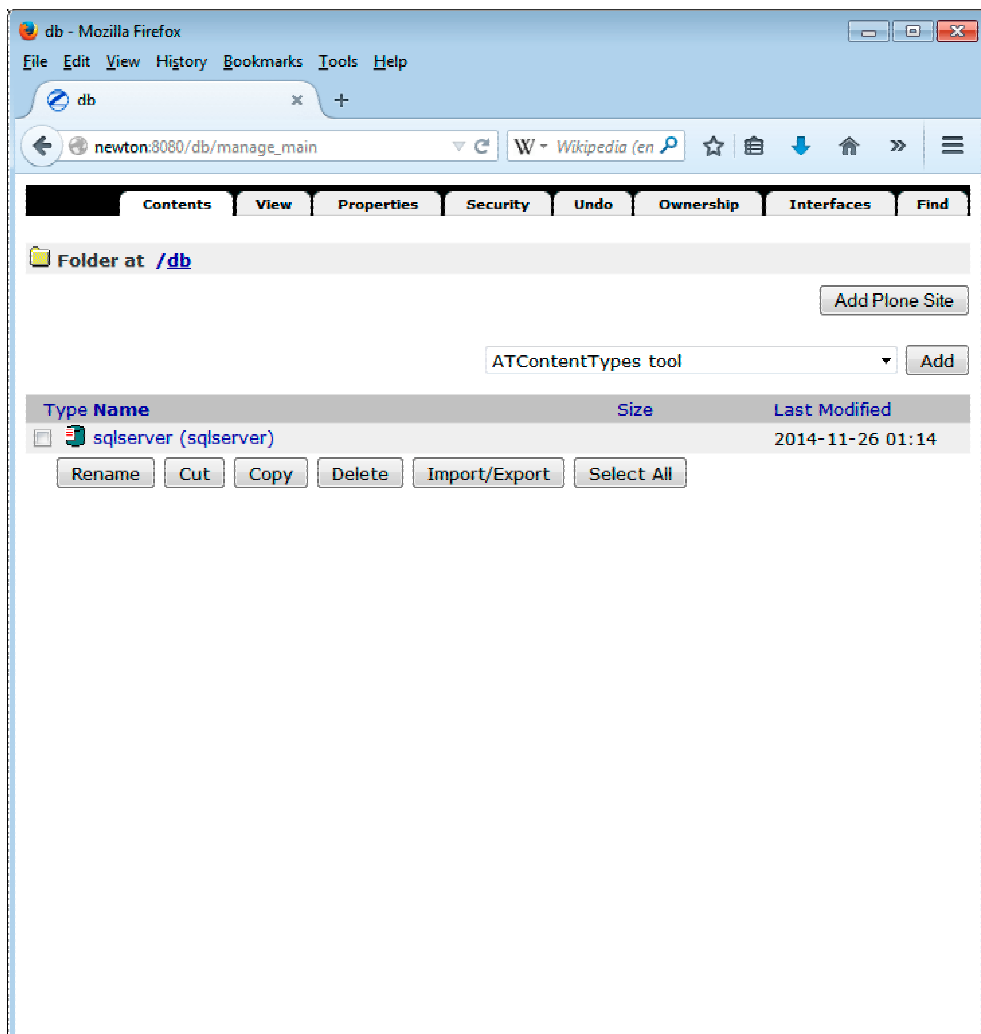 db - Mozilla Firefox
File Edit View History Bookmarks Tools Help
db
newton:8080/db/manage_main W Wikipedia (en
Contents View Properties Security Undo Ownership Interfaces Find
Folder at /db
Add Plone Site
ATContentTypes tool Add
Type Name Size Last Modified
sqlserver (sqlserver) 2014-11-26 01:14
Rename Cut Copy Delete Import/Export Select All